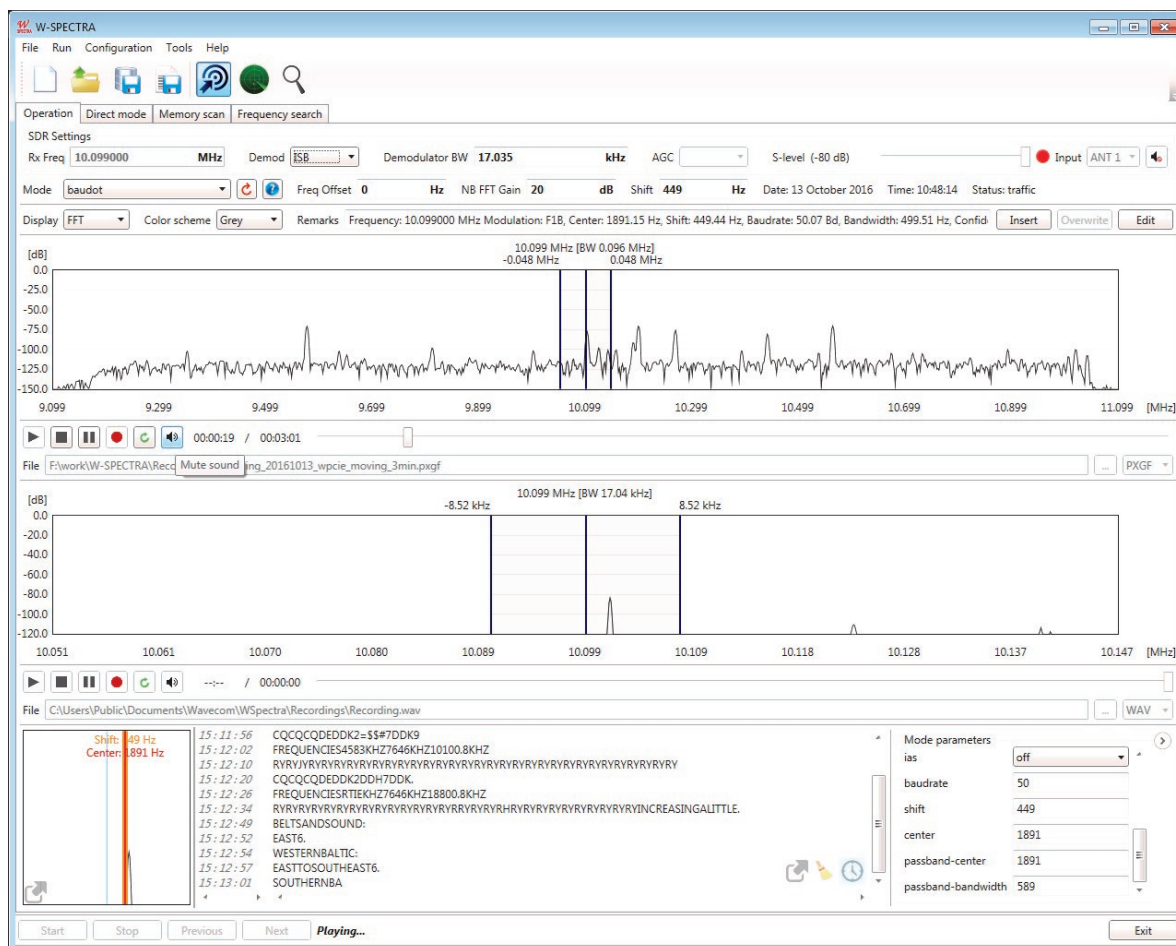 W-SPECTRA
File Run Configuration Tools Help
Operation Direct mode Memory scan Frequency search
SDR Settings
Rx Freq 10.099000 MHz Demod ISB Demodulator BW 17.035 kHz AGC S-level (-80 dB) Input ANT 1
Mode baudot Freq Offset 0 Hz NB FFT Gain 20 dB Shift 449 Hz Date: 13 October 2016 Time: 10:48:14 Status: traffic
Display FFT Color scheme Grey Remarks Frequency: 10.099000 MHz Modulation: F1B, Center: 1891.15 Hz, Shift: 449.44 Hz, Baudrate: 50.07 Bd, Bandwidth: 499.51 Hz, Confid Insert Overwrite Edit
10.099 MHz [BW 0.096 MHz]
[dB] -0.048 MHz 0.048 MHz
0.0
-25.0
-50.0
-75.0
-100.0
-125.0
-150.0
9.099 9.299 9.499 9.699 9.899 10.099 10.299 10.499 10.699 10.899 11.099 [MHz]
00:00:19 / 00:03:01
File F:\work\W-SPECTRA\Reco ing_20161013_wpcie_moving_3min.pxgf ... PXGF
Mute sound
10.099 MHz [BW 17.04 kHz]
[dB] -8.52 kHz 8.52 kHz
0.0
-20.0
-40.0
-60.0
-80.0
-100.0
-120.0
10.051 10.061 10.070 10.080 10.089 10.099 10.109 10.118 10.128 10.137 10.147 [MHz]
--:-- / 00:00:00
File C:\Users\Public\Documents\Wavecom\WSpectra\Recordings\Recording.wav ... WAV
Shift: 49 Hz
Center: 1891 Hz
15:11:56 CQCQCQDEDDK2=$$#7DDK9
15:12:02 FREQUENCIES4583KHZ7646KHZ10100.8KHZ
15:12:10
15:12:20 CQCQCQDEDDK2DDH7DDK.
15:12:26 FREQUENCIESRTIEKHZ7646KHZ18800.8KHZ
15:12:34
15:12:49 BELTSANDSOUND:
15:12:52 EAST6.
15:12:54 WESTERNBALTIC:
15:12:57 EASTTOSOUTHEAST6.
15:13:01 SOUTHERNBA
Mode parameters
ias off
baudrate 50
shift 449
center 1891
passband-center 1891
passband-bandwidth 589
Start Stop Previous Next Playing... Exit